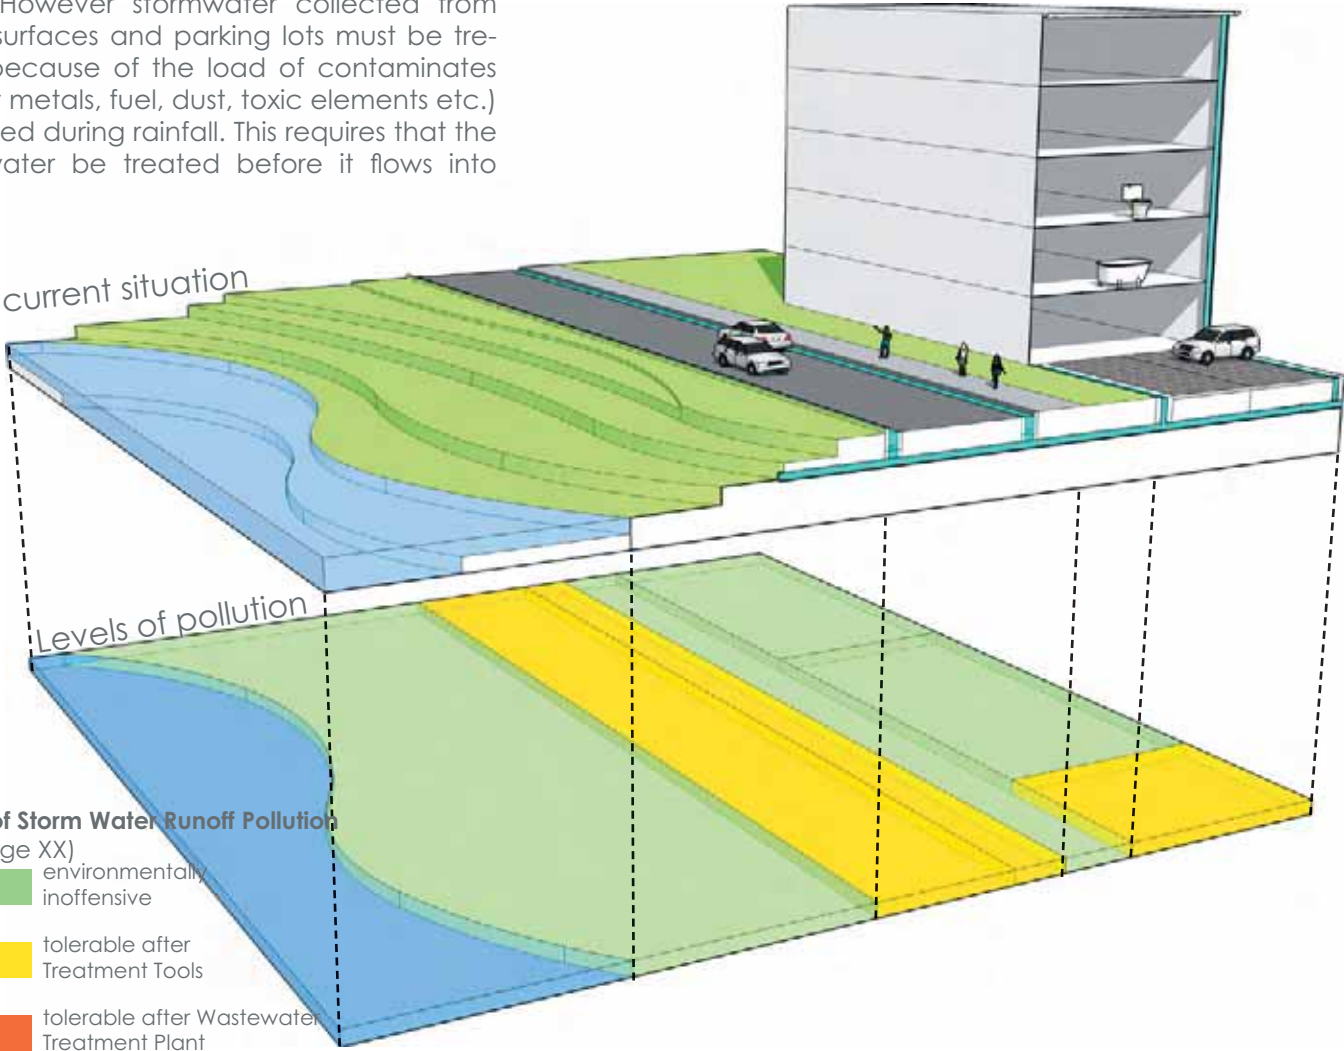 However stormwater collected from
surfaces and parking lots must be tre-
because of the load of contaminates
metals, fuel, dust, toxic elements etc.)
ed during rainfall. This requires that the
water be treated before it flows into
current situation
Levels of pollution
of Storm Water Runoff Pollution
ge XX)
environmentally
inoffensive
tolerable after
Treatment Tools
tolerable after Wastewater
Treatment Plant